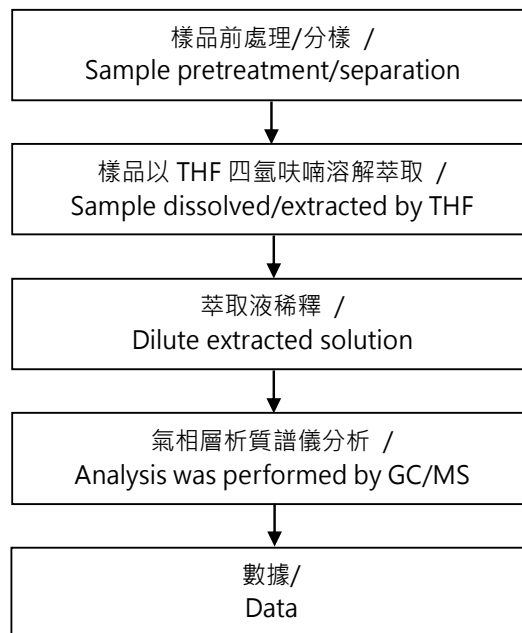 樣品前處理/分樣 /
Sample pretreatment/separation
樣品以 THF 四氫呋喃溶解萃取 /
Sample dissolved/extracted by THF
萃取液稀釋 /
Dilute extracted solution
氣相層析質譜儀分析 /
Analysis was performed by GC/MS
數據/
Data